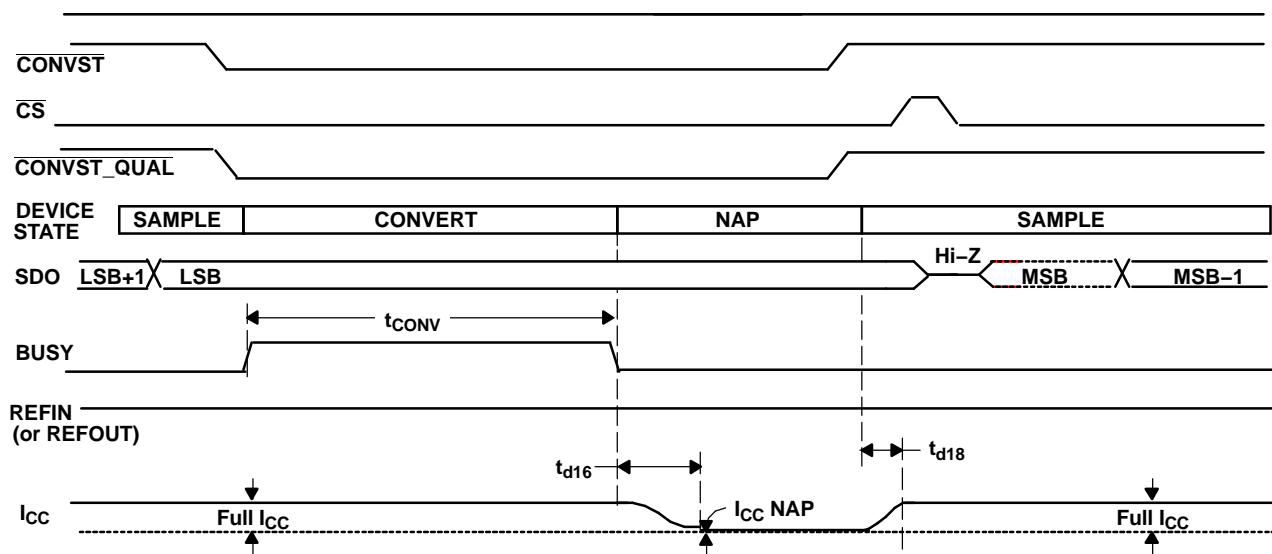 CONVST
CS
CONVST_QUAL
DEVICE STATE
SAMPLE
CONVERT
NAP
SAMPLE
SDO
LSB+1
LSB
Hi–Z
MSB
MSB–1
tCONV
BUSY
REFIN
(or REFOUT)
td16
td18
ICC
Full ICC
ICC NAP
Full ICC